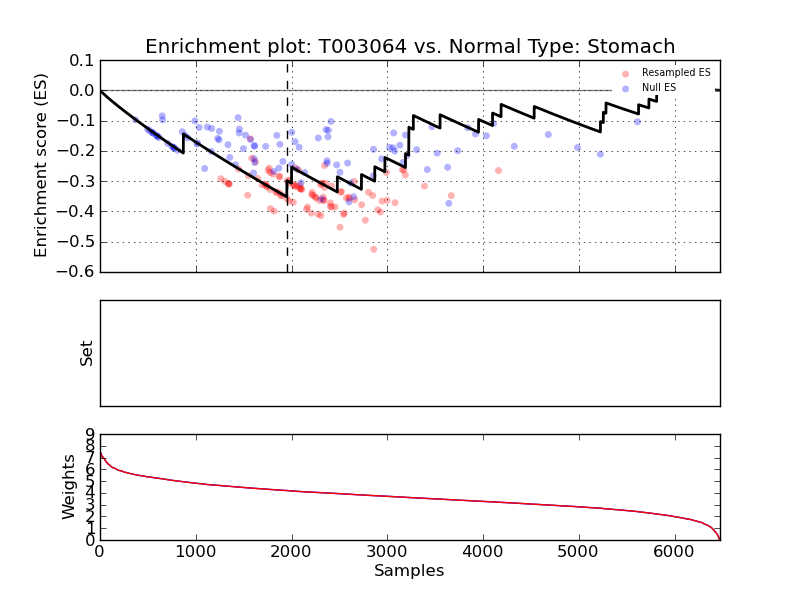 Enrichment plot: T003064 vs. Normal Type: Stomach
Enrichment score (ES)
0.1
0.0
−0.1
−0.2
−0.3
−0.4
−0.5
−0.6
Resampled ES
Null ES
Set
Weights
9
8
7
6
5
4
3
2
1
0
0 1000 2000 3000 4000 5000 6000
Samples